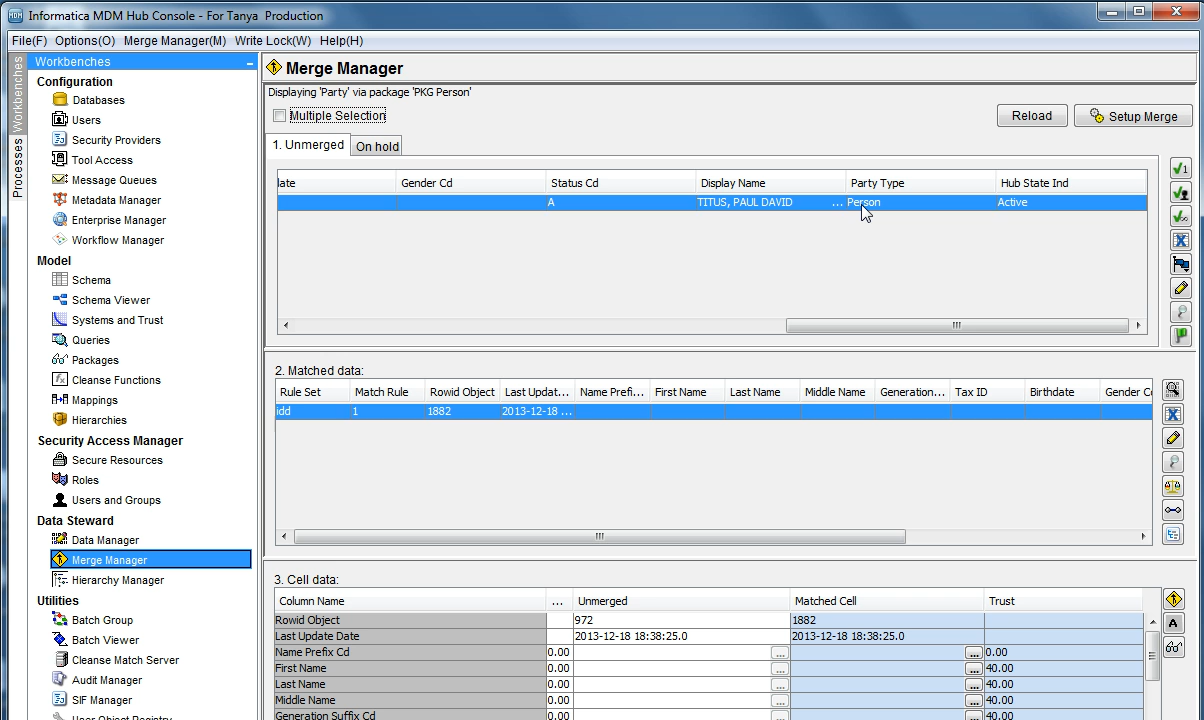 Informatica MDM Hub Console - For Tanya Production
File(F) Options(O) Merge Manager(M) Write Lock(W) Help(H)
Workbenches
Processes
Workbenches
Configuration
Databases
Users
Security Providers
Tool Access
Message Queues
Metadata Manager
Enterprise Manager
Workflow Manager
Model
Schema
Schema Viewer
Systems and Trust
Queries
Packages
Cleanse Functions
Mappings
Hierarchies
Security Access Manager
Secure Resources
Roles
Users and Groups
Data Steward
Data Manager
Merge Manager
Hierarchy Manager
Utilities
Batch Group
Batch Viewer
Cleanse Match Server
Audit Manager
SIF Manager
User Object Registry
Merge Manager
Displaying 'Party' via package 'PKG Person'
Multiple Selection
Reload
Setup Merge
1. Unmerged
On hold
late Gender Cd Status Cd Display Name Party Type Hub State Ind
A TITUS, PAUL DAVID ... Person Active
2. Matched data:
Rule Set Match Rule Rowid Object Last Updat... Name Prefi... First Name Last Name Middle Name Generation... Tax ID Birthdate Gender Co
idd 1 1882 2013-12-18 ...
3. Cell data:
Column Name ... Unmerged Matched Cell Trust
Rowid Object 972 1882
Last Update Date 2013-12-18 18:38:25.0 2013-12-18 18:38:25.0
Name Prefix Cd 0.00 ... ... 0.00
First Name 0.00 ... ... 40.00
Last Name 0.00 ... ... 40.00
Middle Name 0.00 ... ... 40.00
Generation Suffix Cd 0.00 ... ... 40.00